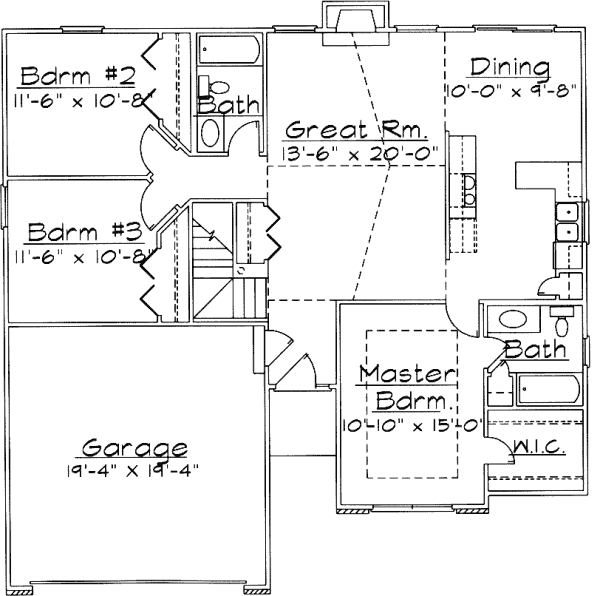 Bdrm #2
11'-6" x 10'-8"
Bath
Great Rm.
13'-6" x 20'-0"
Dining
10'-0" x 9'-8"
Bdrm #3
11'-6" x 10'-8"
Master
Bdrm.
10'-10" x 15'-0"
Bath
W.I.C.
Garage
19'-4" x 19'-4"